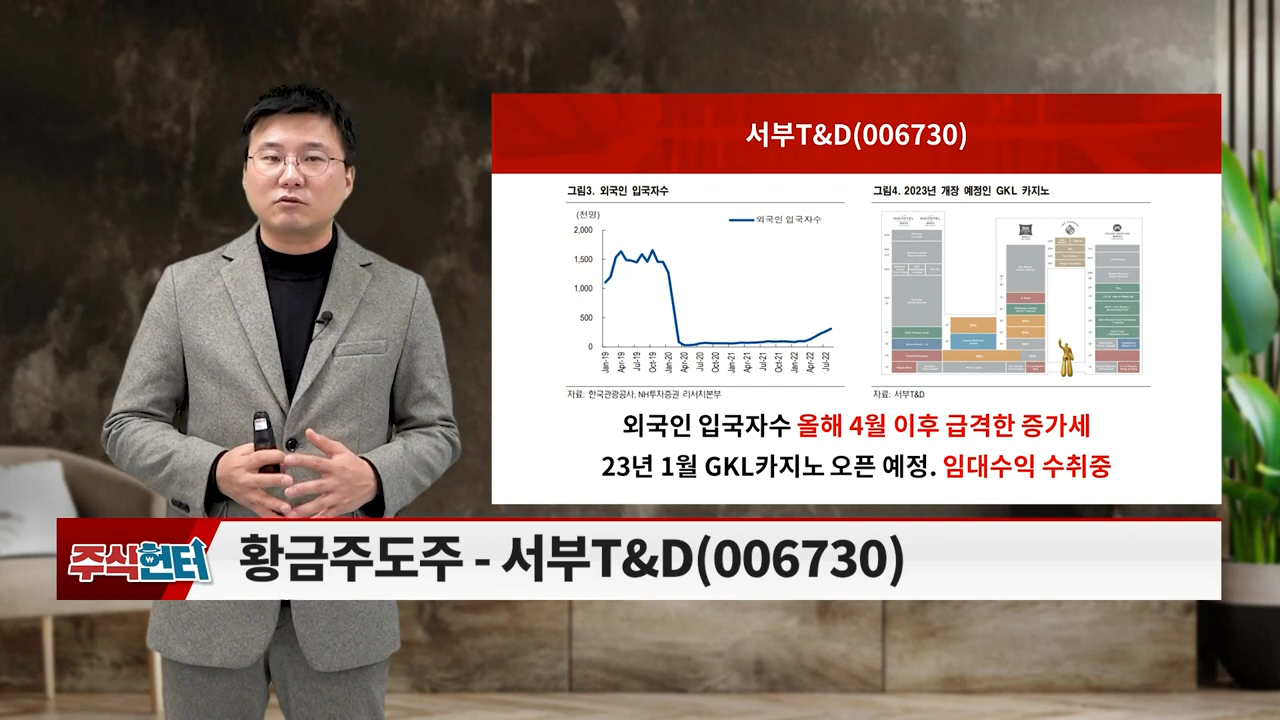 서부T&D(006730)
그림3. 외국인 입국자수
(천명)
외국인 입국자수
2,000
1,500
1,000
500
0
Jan-19
Apr-19
Jul-19
Oct-19
Jan-20
Apr-20
Jul-20
Oct-20
Jan-21
Apr-21
Jul-21
Oct-21
Jan-22
Apr-22
Jul-22
자료: 한국관광공사, NH투자증권 리서치본부
그림4. 2023년 개장 예정인 GKL 카지노
자료: 서부T&D
외국인 입국자수 올해 4월 이후 급격한 증가세
23년 1월 GKL카지노 오픈 예정. 임대수익 수취중
주식헌터
황금주도주 - 서부T&D(006730)